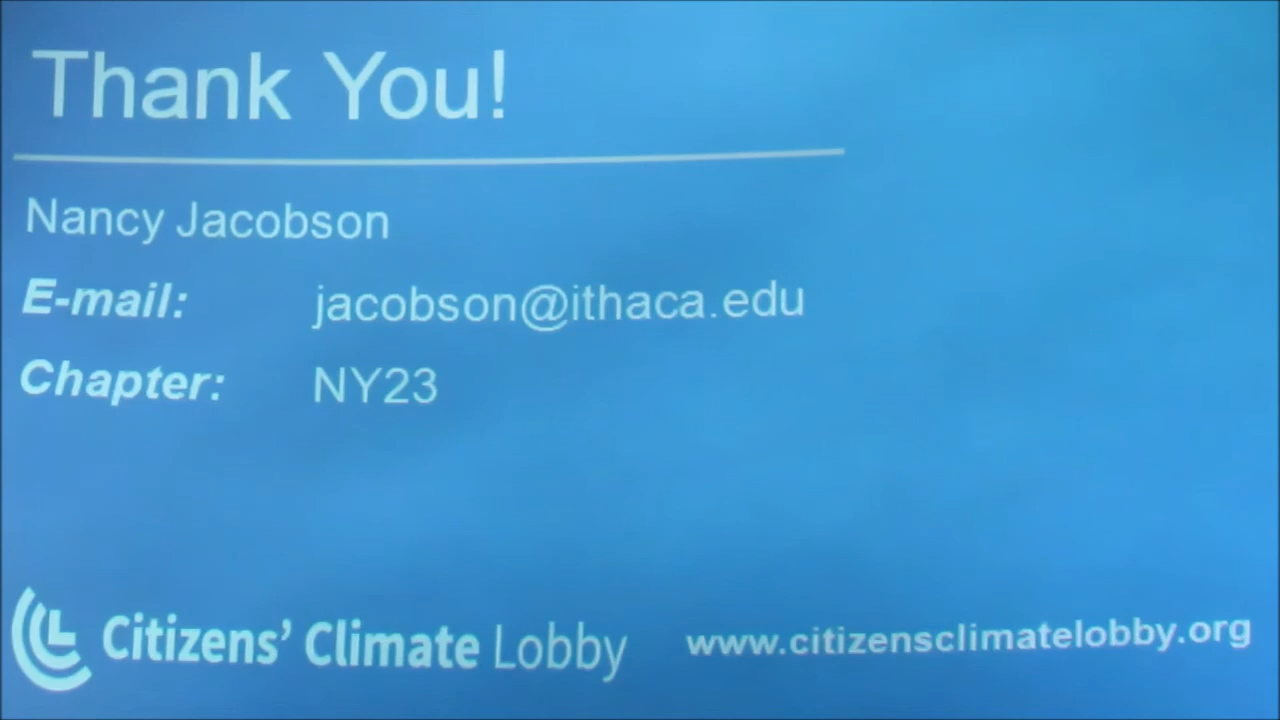 Thank You!
Nancy Jacobson
E-mail: jacobson@ithaca.edu
Chapter: NY23
Citizens' Climate Lobby www.citizensclimatelobby.org